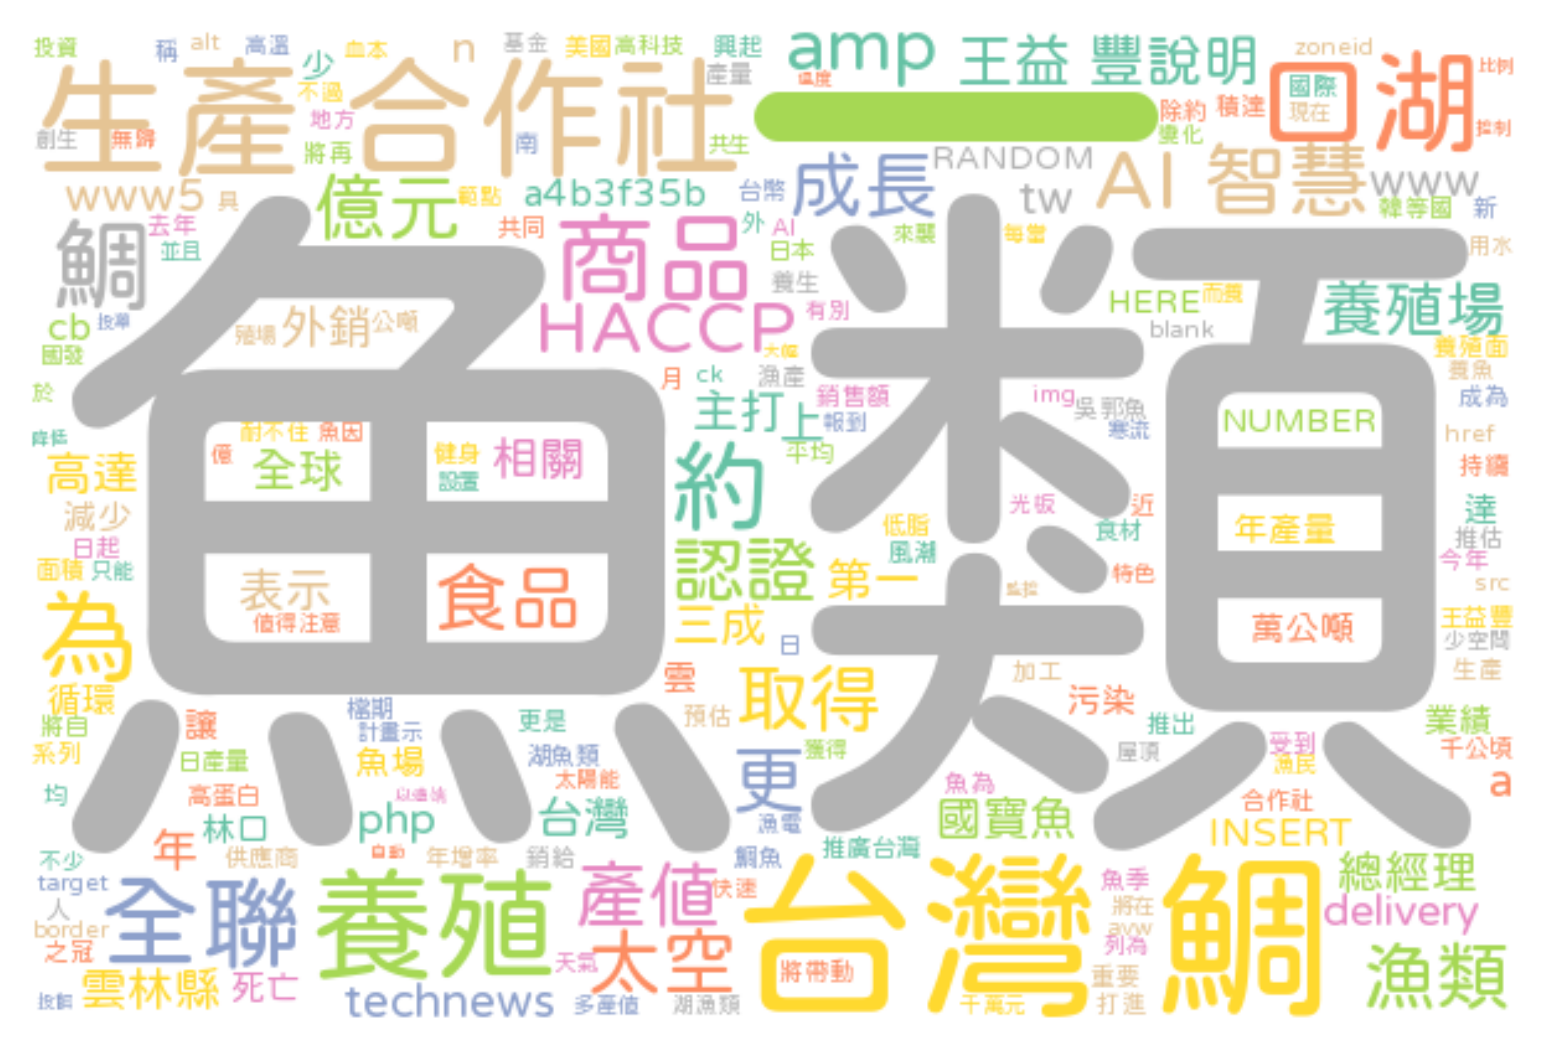 投資 稱 alt 高溫 少 血本 n 基金 美國 高科技 興起 amp 王益 豐說明 zoneid 比例
生產合作社 不過 產量 溫度 一 除約 積達 口 國際 現在 湖
創生 無歸 地方 將再 南 共生 變化 控制
www5 具 億元 範點 a4b3f35b 台幣 成長 RANDOM tw AI 智慧 www
鯛 去年 並且 共同 商品 外 AI 日本 來襲 每當 韓等國 新 用水
cb 投藥 殖場 外銷 公噸 HACCP 養生 有別 HERE 而養 blank 養殖場
國發 大幅 月 ck 漁產 銷售額 img 吳郭魚 養殖面 養魚
於 主打 上 報到 寒流 NUMBER 成為
降低 億 耐不住 魚因 全球 健身 設置 相關 約 平均 href
高達 魚類 光板 近 持續
減少 低脂 食材 年產量 達 推估
日起 認證 風潮 今年
面積 只能 表示 食品 第一 特色 src
為 值得注意 三成 監控 萬公噸 王益豐
日 少空間
循環 雲 取得 加工 污染 生產
將自 讓 檔期 計畫示 更是 預估 推出 業績
系列 日產量 魚場 湖魚類 更 獲得 屋頂 受到 漁民 千公頃
均 高蛋白 太陽能 魚為 合作社 a
年 林口 php 台灣 漁電 國寶魚 INSERT
不少 供應商 自動 年增率 銷給 鯛魚 推廣台灣
target 全聯 養殖 產值 快速 台灣鯛 魚季 總經理
人 border 將在 avw delivery
之冠 天氣 太空 將帶動 列為 漁類
投餌 雲林縣 死亡 technews 多產值 湖漁類 千萬元 重要 打進